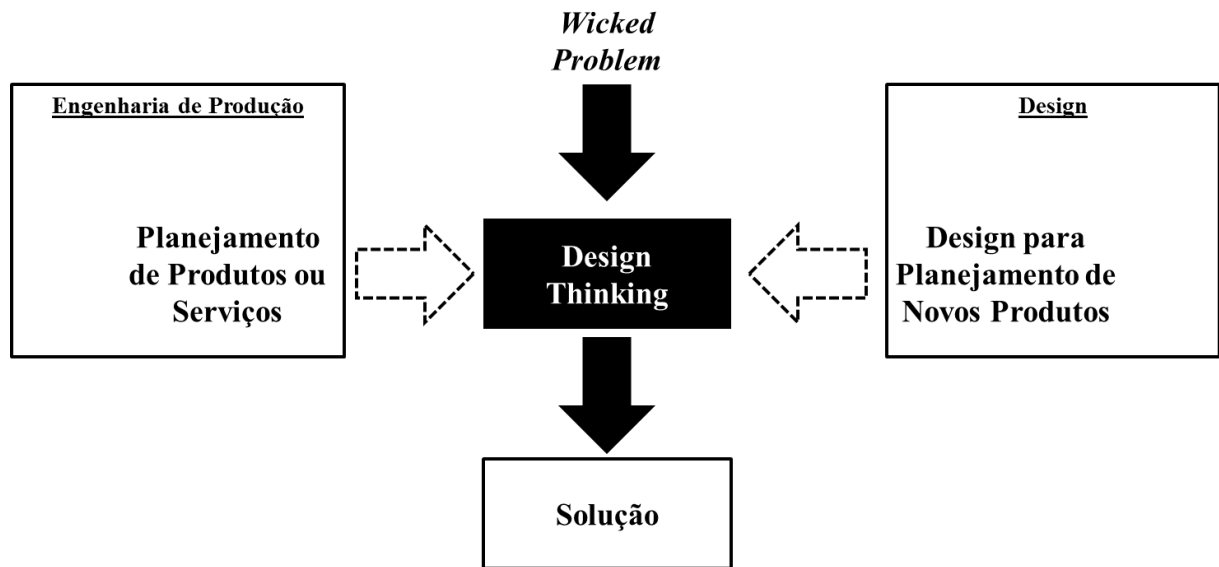 Wicked
Problem
Engenharia de Produção
Planejamento
de Produtos ou
Serviços
Design
Thinking
Design
Design para
Planejamento de
Novos Produtos
Solução